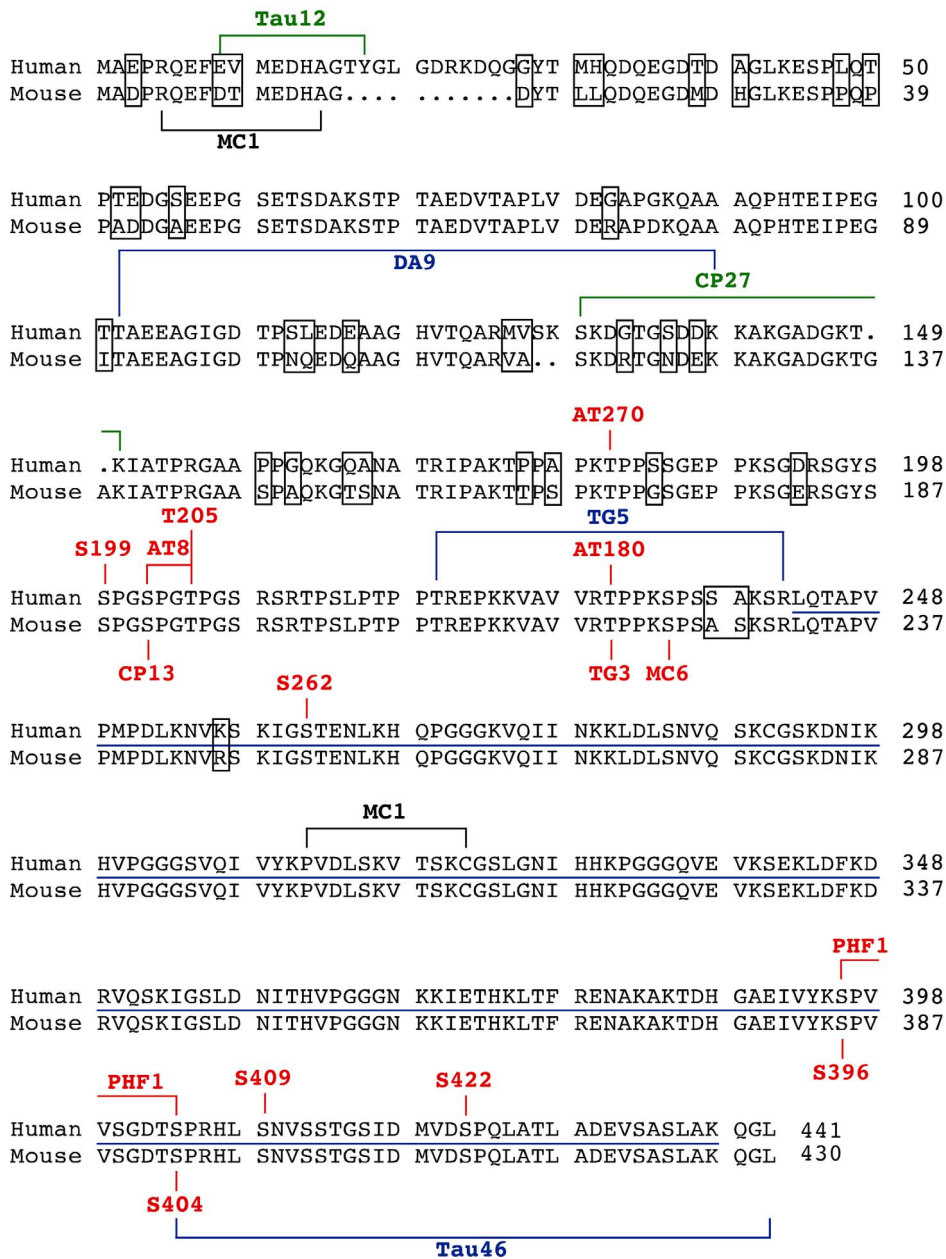 Tau12
Human MAEPRQEFEV MEDHAGTYGL GDRKDQGGYT MHQDQEGDTD AGLKESPLQT 50
Mouse MADPRQEFDT MEDHAG.... .......DYT LLQDQEGDMD HGLKESPPQP 39
MC1
Human PTEDGSEEPG SETSDAKSTP TAEDVTAPLV DEGAPGKQAA AQPHTEIPEG 100
Mouse PADDGAEEPG SETSDAKSTP TAEDVTAPLV DERAPDKQAA AQPHTEIPEG 89
DA9
CP27
Human TTAEEAGIGD TPSLEDEAAG HVTQARMVSK SKDGTGSDDK KAKGADGKT. 149
Mouse ITAEEAGIGD TPNQEDQAAG HVTQARVA.. SKDRTGNDEK KAKGADGKTG 137
AT270
Human .KIATPRGAA PPGQKGQANA TRIPAKTPPA PKTPPSSGEP PKSGDRSGYS 198
Mouse AKIATPRGAA SPAQKGTSNA TRIPAKTTPS PKTPPGSGEP PKSGERSGYS 187
T205
TG5
S199 AT8 AT180
Human SPGSPGTPGS RSRTPSLPTP PTREPKKVAV VRTPPKSPSS AKSRLQTAPV 248
Mouse SPGSPGTPGS RSRTPSLPTP PTREPKKVAV VRTPPKSPSA SKSRLQTAPV 237
CP13 TG3 MC6
S262
Human PMPDLKNVKS KIGSTENLKH QPGGGKVQII NKKLDLSNVQ SKCGSKDNIK 298
Mouse PMPDLKNVRS KIGSTENLKH QPGGGKVQII NKKLDLSNVQ SKCGSKDNIK 287
MC1
Human HVPGGGSVQI VYKPVDLSKV TSKCGSLGNI HHKPGGGQVE VKSEKLDFKD 348
Mouse HVPGGGSVQI VYKPVDLSKV TSKCGSLGNI HHKPGGGQVE VKSEKLDFKD 337
PHF1
Human RVQSKIGSLD NITHVPGGGN KKIETHKLTF RENAKAKTDH GAEIVYKSPV 398
Mouse RVQSKIGSLD NITHVPGGGN KKIETHKLTF RENAKAKTDH GAEIVYKSPV 387
S396
PHF1 S409 S422
Human VSGDTSPRHL SNVSSTGSID MVDSPQLATL ADEVSASLAK QGL 441
Mouse VSGDTSPRHL SNVSSTGSID MVDSPQLATL ADEVSASLAK QGL 430
S404
Tau46